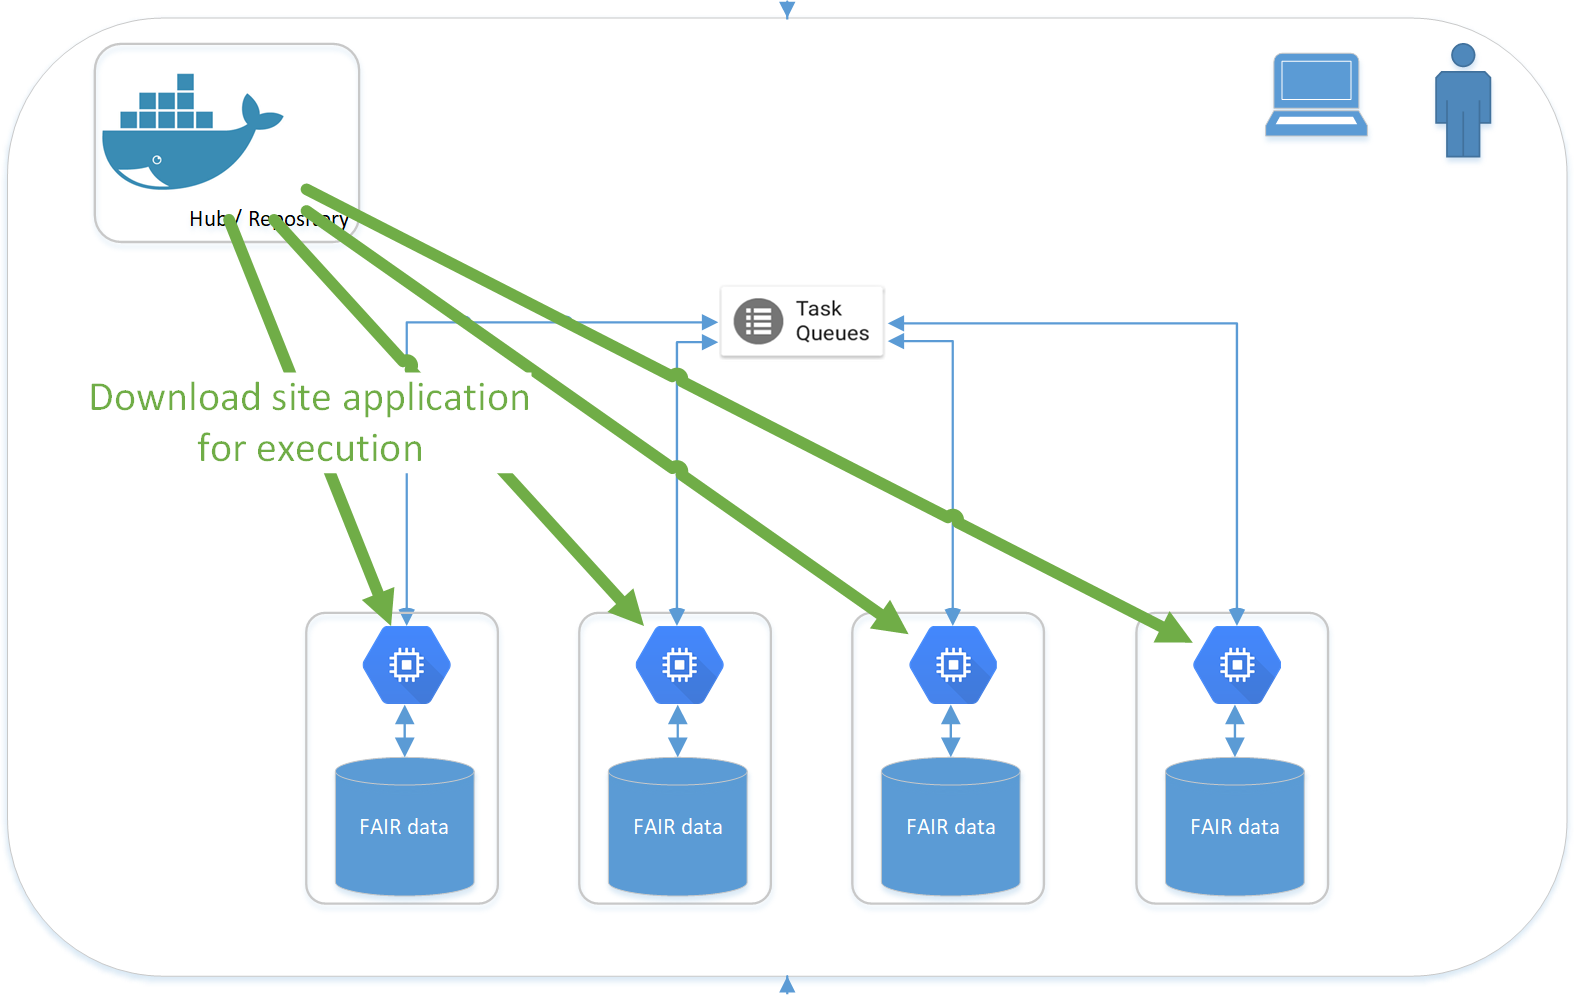 Hub / Repository
Task
Queues
Download site application
for execution
FAIR data
FAIR data
FAIR data
FAIR data